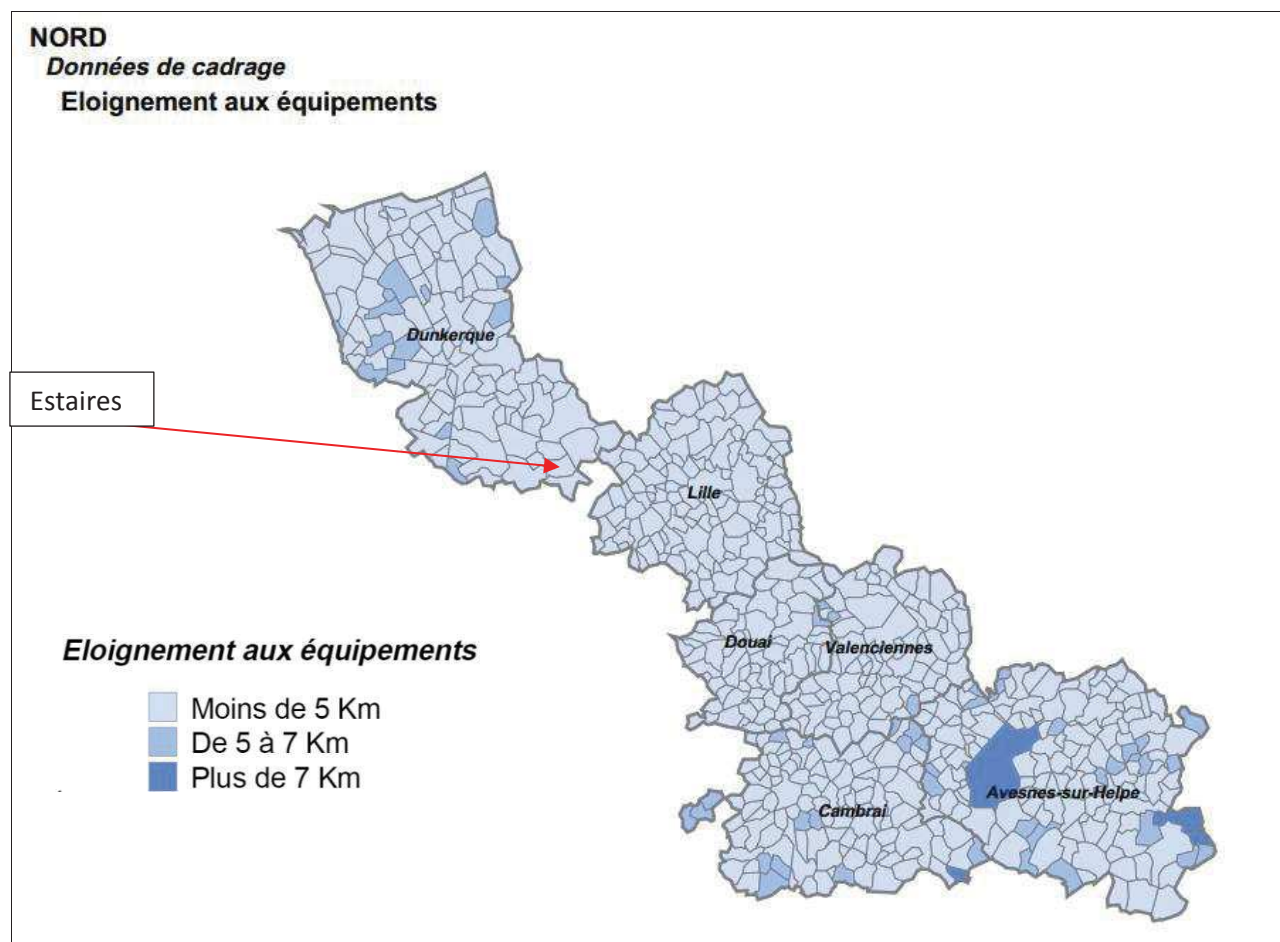 NORD
Données de cadrage
Eloignement aux équipements
Dunkerque
Estaires
Lille
Douai
Valenciennes
Eloignement aux équipements
Moins de 5 Km
De 5 à 7 Km
Plus de 7 Km
Avesnes-sur-Helpe
Cambrai